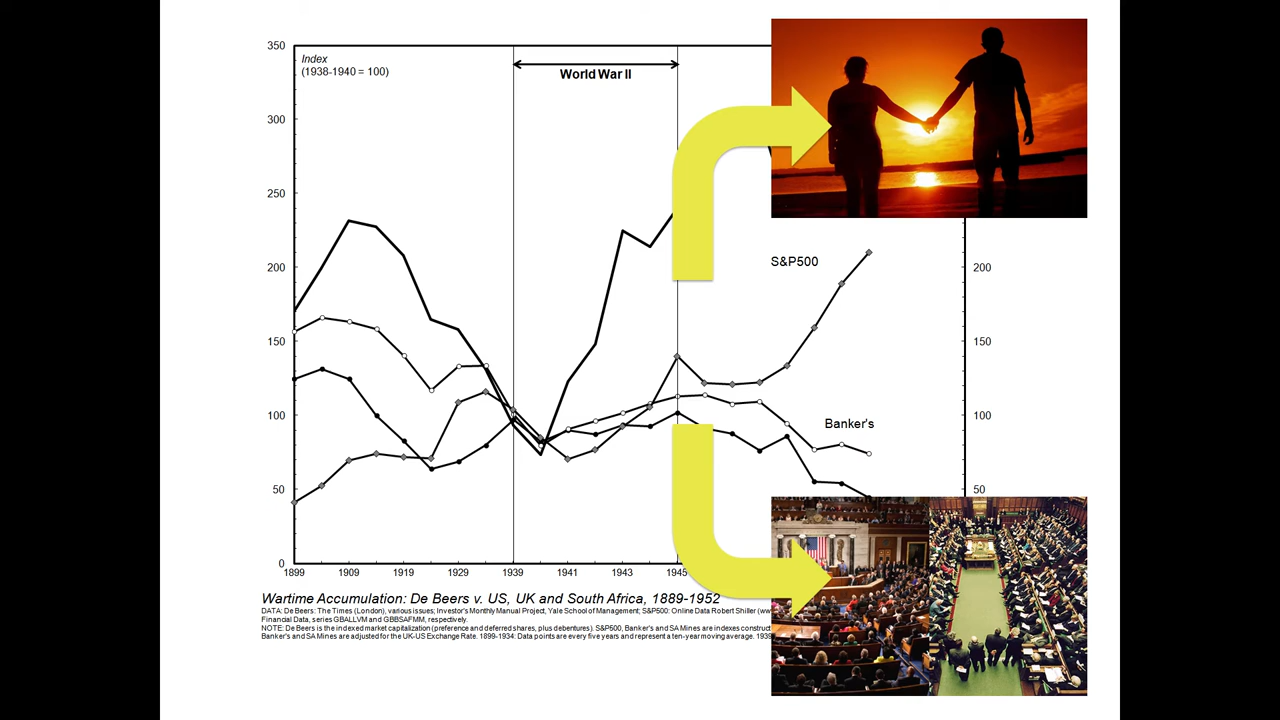 350
Index
(1938-1940 = 100)
World War II
300
250
200
S&P500
200
150
150
100
Banker's
100
50
50
0
1899 1909 1919 1929 1939 1941 1943 1945
Wartime Accumulation: De Beers v. US, UK and South Africa, 1889-1952
DATA: De Beers: The Times (London), various issues; Investor's Monthly Manual Project, Yale School of Management; S&P500: Online Data Robert Shiller
Financial Data, series GBALLVM and GBBSAFMM, respectively.
NOTE: De Beers is the indexed market capitalization (preference and deferred shares, plus debentures). S&P500, Banker's and SA Mines are indexes
Banker's and SA Mines are adjusted for the UK-US Exchange Rate. 1899-1934: Data points are every five years and represent a ten-year moving average.